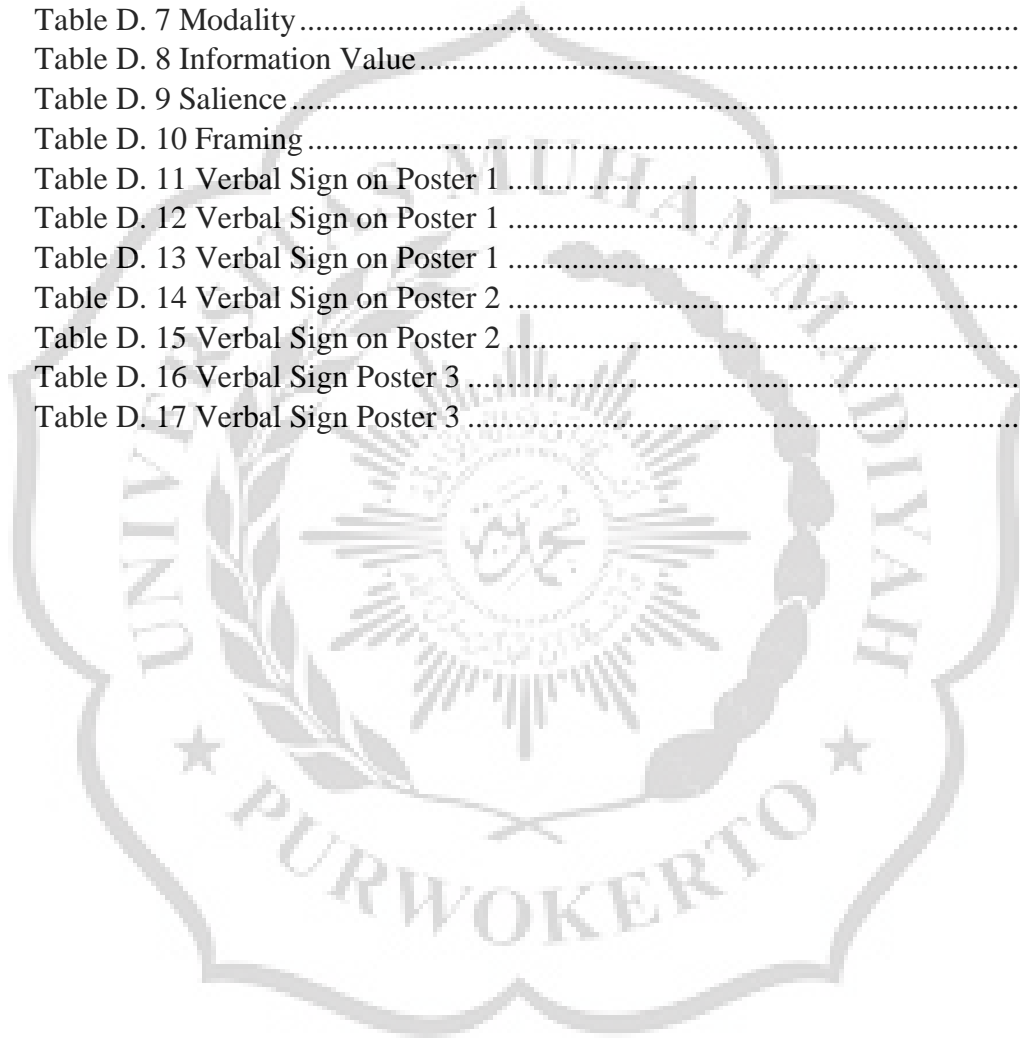 Table D. 7 Modality........................................................................................
Table D. 8 Information Value........................................................................
Table D. 9 Salience.........................................................................................
Table D. 10 Framing.......................................................................................
Table D. 11 Verbal Sign on Poster 1 ..............................................................
Table D. 12 Verbal Sign on Poster 1 ..............................................................
Table D. 13 Verbal Sign on Poster 1 ..............................................................
Table D. 14 Verbal Sign on Poster 2 ..............................................................
Table D. 15 Verbal Sign on Poster 2 ..............................................................
Table D. 16 Verbal Sign Poster 3 ...................................................................
Table D. 17 Verbal Sign Poster 3 ...................................................................
UNIVERSITAS MUHAMMADIYAH
PURWOKERTO